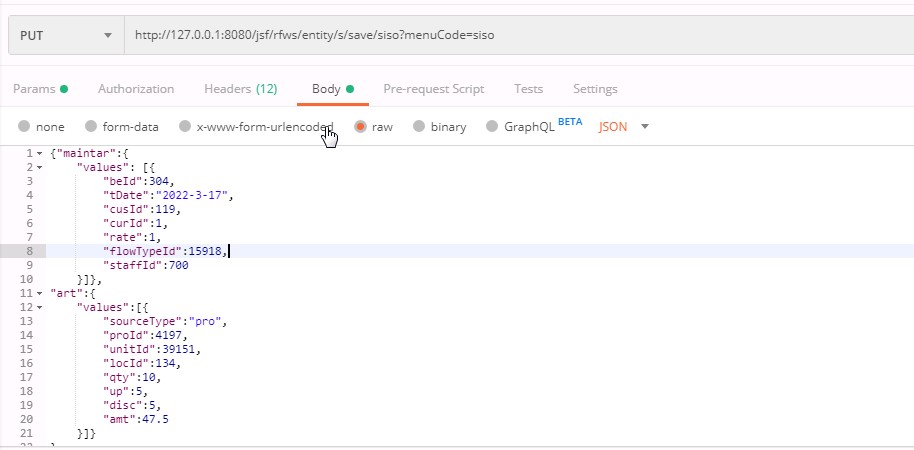 PUT http://127.0.0.1:8080/jsf/rfws/entity/s/save/siso?menuCode=siso
Params Authorization Headers (12) Body Pre-request Script Tests Settings
none form-data x-www-form-urlencoded raw binary GraphQL BETA JSON
1 {"maintar":{
2 "values": [{
3 "beId":304,
4 "tDate":"2022-3-17",
5 "cusId":119,
6 "curId":1,
7 "rate":1,
8 "flowTypeId":15918,
9 "staffId":700
10 }]},
11 "art":{
12 "values":[{
13 "sourceType":"pro",
14 "proId":4197,
15 "unitId":39151,
16 "locId":134,
17 "qty":10,
18 "up":5,
19 "disc":5,
20 "amt":47.5
21 }]}
22 }